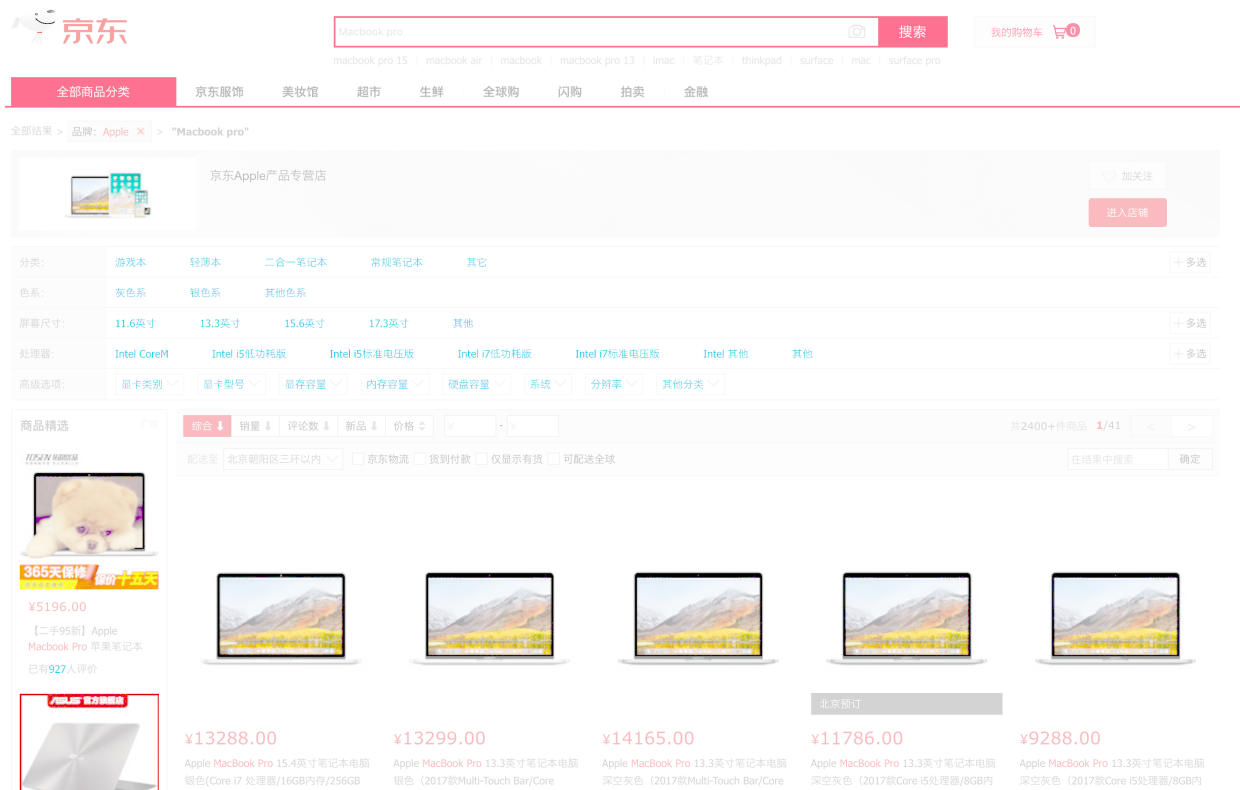 京东
Macbook pro
搜索
我的购物车 0
macbook pro 15 macbook air macbook macbook pro 13 imac 笔记本 thinkpad surface mac surface pro
全部商品分类 京东服饰 美妆馆 超市 生鲜 全球购 闪购 拍卖 金融
全部结果 > 品牌: Apple × > "Macbook pro"
京东Apple产品专营店
加关注
进入店铺
分类: 游戏本 轻薄本 二合一笔记本 常规笔记本 其它 多选
色系: 灰色系 银色系 其他色系
屏幕尺寸: 11.6英寸 13.3英寸 15.6英寸 17.3英寸 其他 多选
处理器: Intel CoreM Intel i5低功耗版 Intel i5标准电压版 Intel i7低功耗版 Intel i7标准电压版 Intel 其他 其他 多选
高级选项: 显卡类别 显卡型号 显存容量 内存容量 硬盘容量 系统 分辨率 其他分类
商品精选 广告
综合 销量 评论数 新品 价格 ¥ - ¥ 共2400+件商品 1/41 < >
配送至 北京朝阳区三环以内 京东物流 货到付款 仅显示有货 可配送全球 在结果中搜索 确定
365天保修 保价十五天
¥5196.00
【二手95新】Apple
Macbook Pro 苹果笔记本
已有927人评价
ASUS 官方旗舰店
¥13288.00
Apple MacBook Pro 15.4英寸笔记本电脑
银色(Core i7 处理器/16GB内存/256GB
¥13299.00
Apple MacBook Pro 13.3英寸笔记本电脑
银色（2017款Multi-Touch Bar/Core
¥14165.00
Apple MacBook Pro 13.3英寸笔记本电脑
深空灰色（2017款Multi-Touch Bar/Core
北京预订
¥11786.00
Apple MacBook Pro 13.3英寸笔记本电脑
深空灰色（2017款Core i5处理器/8GB内
¥9288.00
Apple MacBook Pro 13.3英寸笔记本电脑
深空灰色（2017款Core i5处理器/8GB内